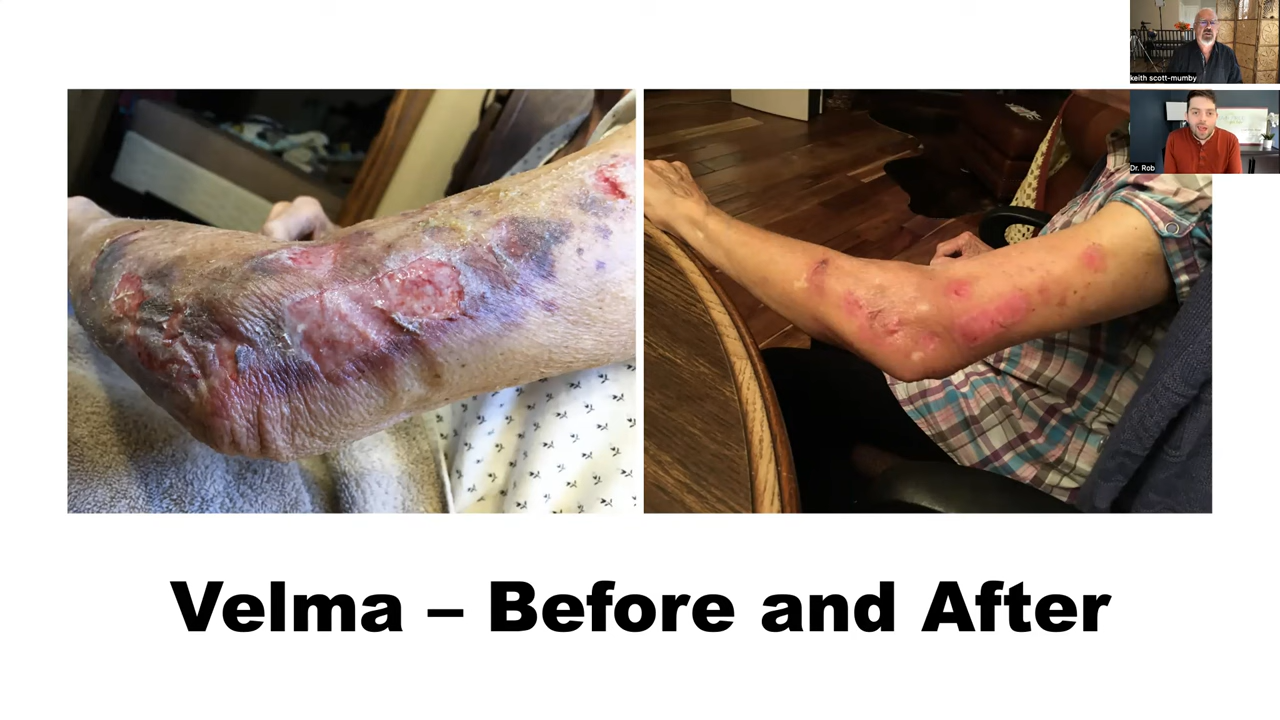 keith scott-mumby
Dr. Rob
Velma – Before and After